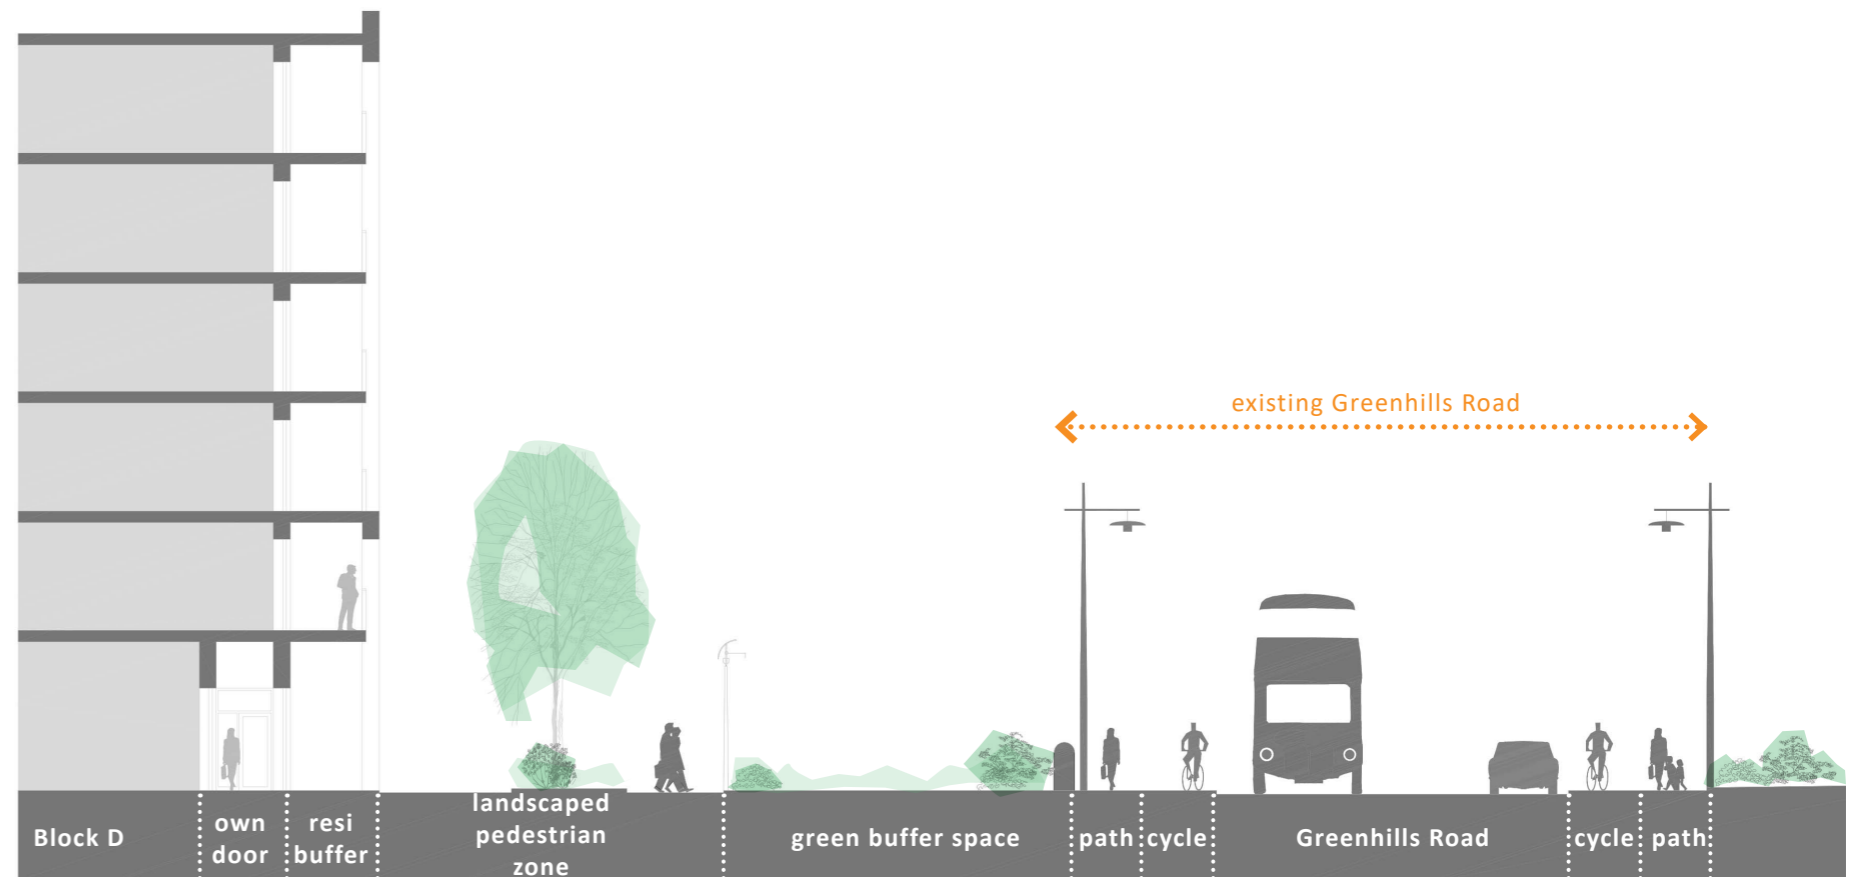 existing Greenhills Road
Block D
own
door
resi
buffer
landscaped
pedestrian
zone
green buffer space
path
cycle
Greenhills Road
cycle
path